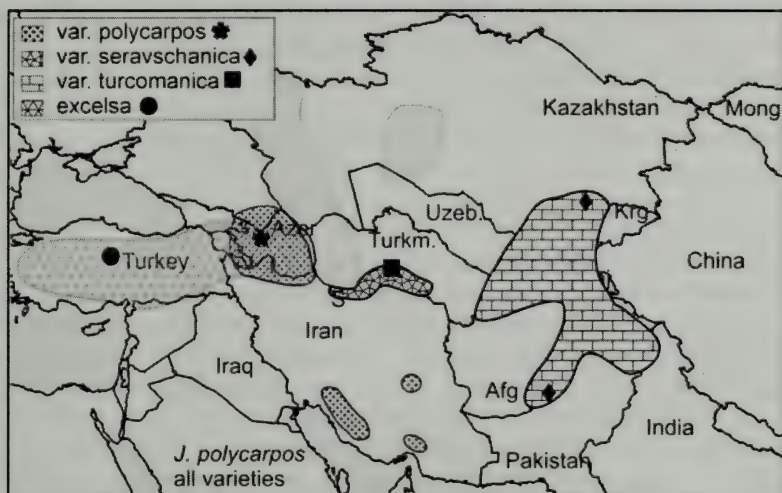 var. polycarpos
var. seravschanica
var. turcomanica
excelsa
Kazakhstan
Mong
Uzeb.
Krg
Azer
Turkm.
Turkey
China
Iran
Iraq
Afg
India
Pakistan
J. polycarpos
all varieties